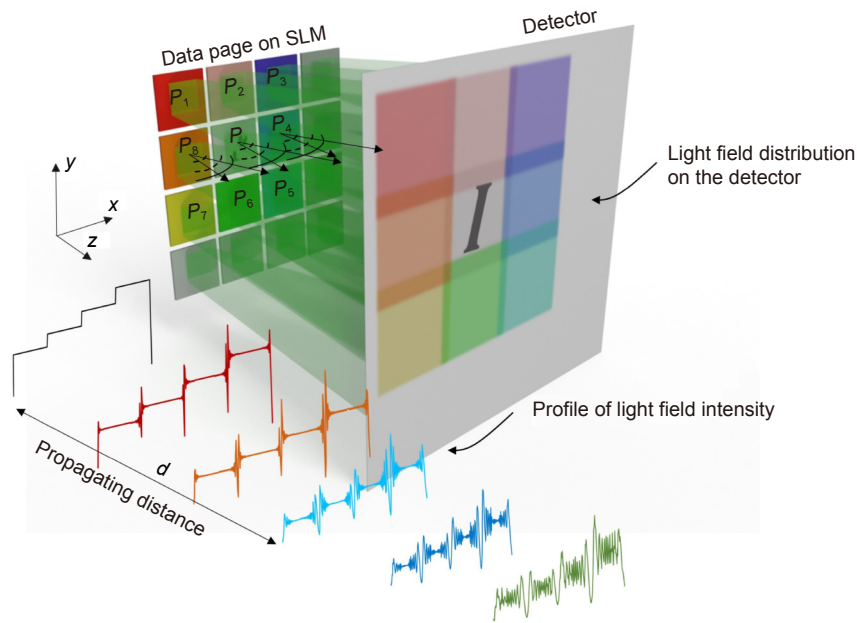 Detector
Data page on SLM
P1 P2 P3
P8 P P4
P7 P6 P5
y
x
z
I
Light field distribution
on the detector
Profile of light field intensity
d
Propagating distance